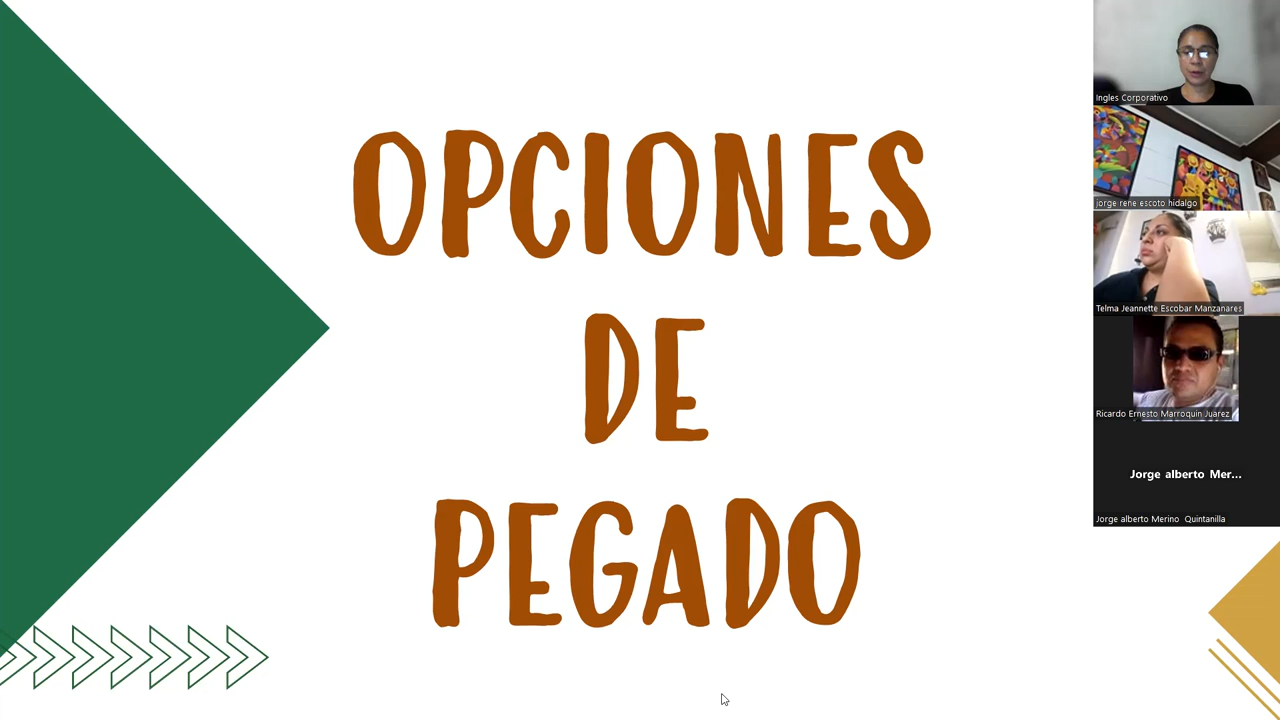 OPCIONES
DE
PEGADO
Ingles Corporativo
jorge rene escoto hidalgo
Telma Jeannette Escobar Manzanares
Ricardo Ernesto Marroquin Juarez
Jorge alberto Mer...
Jorge alberto Merino Quintanilla